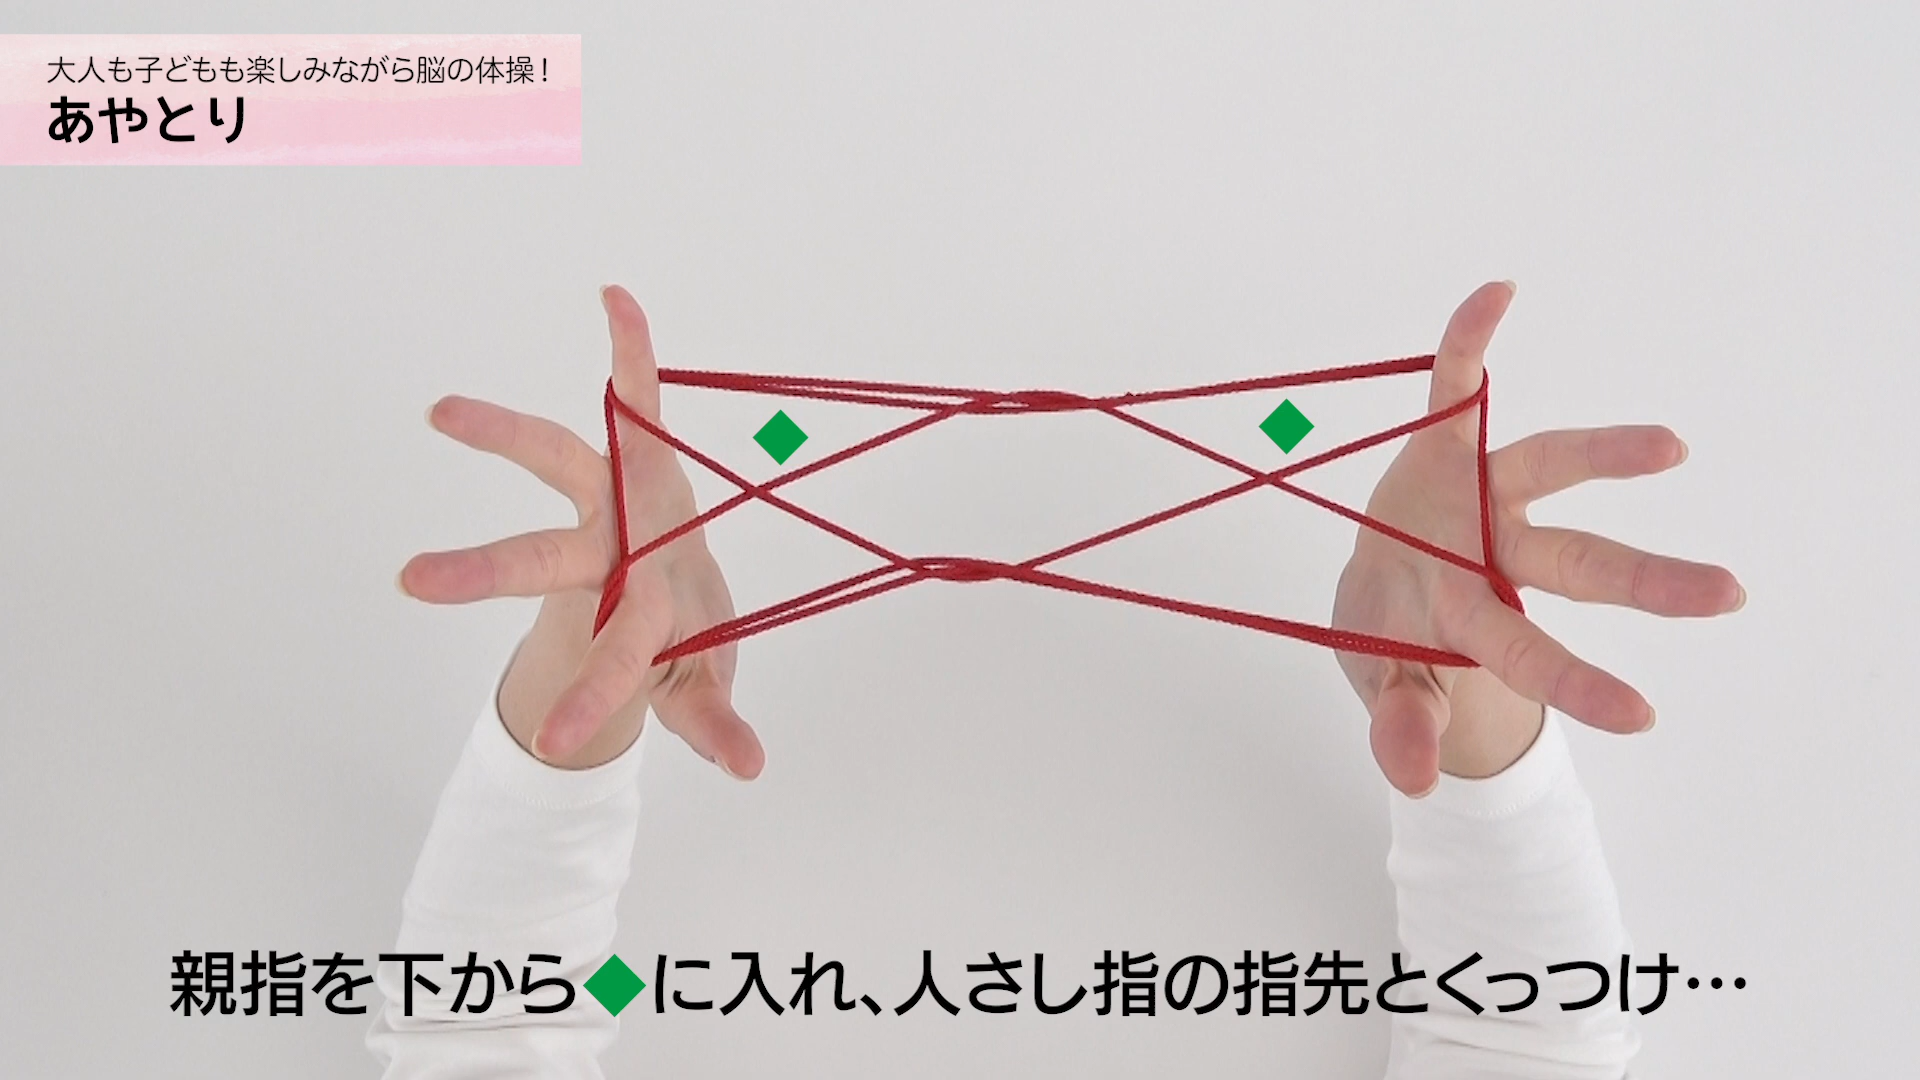 大人も子どもも楽しみながら脳の体操！
あやとり
親指を下から◆に入れ、人さし指の指先とくっつけ…